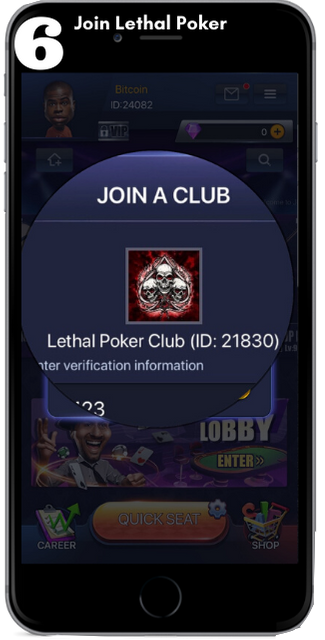 6
Join Lethal Poker
Bitcoin
ID:24082
VIP
0
JOIN A CLUB
Lethal Poker Club (ID: 21830)
nter verification information
123
LOBBY
ENTER»
QUICK SEAT
CAREER
SHOP